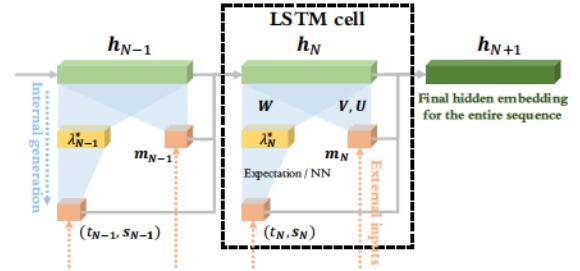 LSTM cell
h_{N-1}
h_N
h_{N+1}
Final hidden embedding
for the entire sequence
Internal generation
W
V, U
λ*_{N-1}
λ*_N
m_{N-1}
m_N
Expectation / NN
External inputs
(t_{N-1}, s_{N-1})
(t_N, s_N)